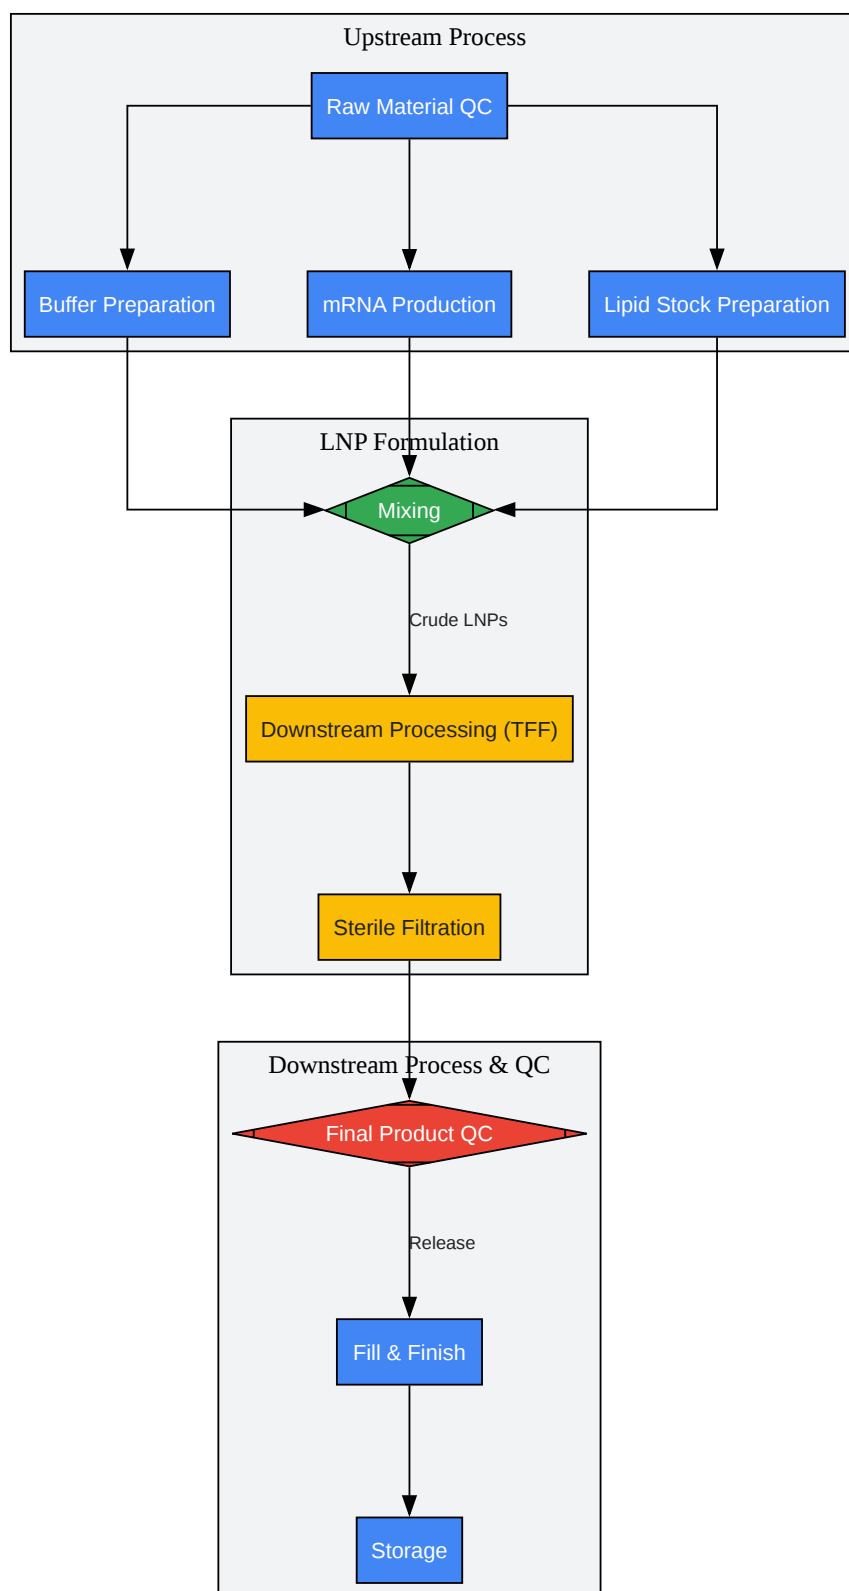 Upstream Process
Raw Material QC
Buffer Preparation
mRNA Production
Lipid Stock Preparation
LNP Formulation
Mixing
Crude LNPs
Downstream Processing (TFF)
Sterile Filtration
Downstream Process & QC
Final Product QC
Release
Fill & Finish
Storage